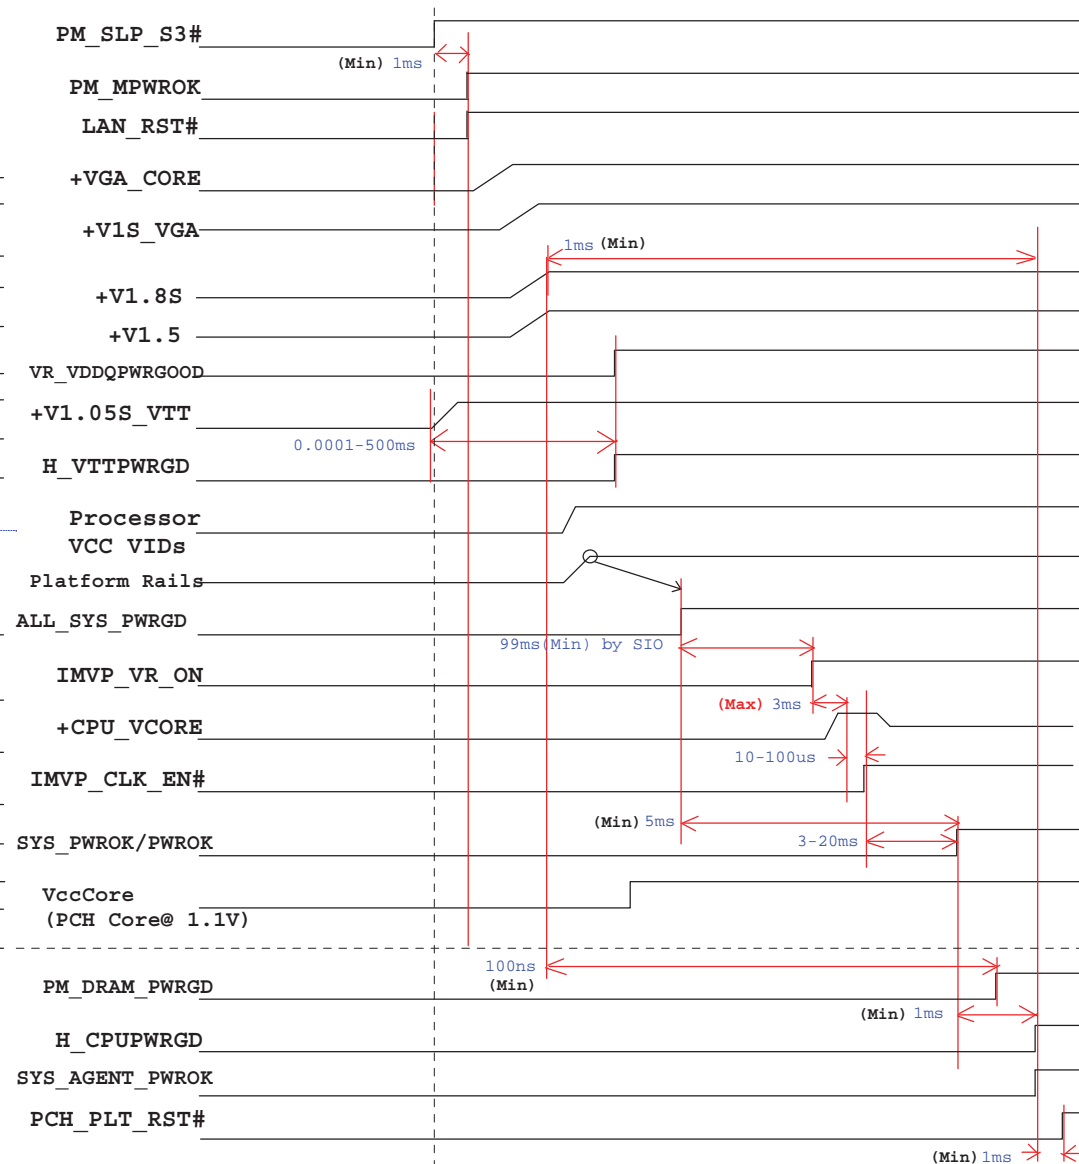 PM_SLP_S3#
(Min) 1ms
PM_MPWROK
LAN_RST#
+VGA_CORE
+V1S_VGA
1ms (Min)
+V1.8S
+V1.5
VR_VDDQPWRGOOD
+V1.05S_VTT
0.0001-500ms
H_VTTPWRGD
Processor
VCC VIDs
Platform Rails
ALL_SYS_PWRGD
99ms(Min) by SIO
IMVP_VR_ON
(Max) 3ms
+CPU_VCORE
10-100us
IMVP_CLK_EN#
(Min) 5ms
SYS_PWROK/PWROK
3-20ms
VccCore
(PCH Core@ 1.1V)
100ns
(Min)
PM_DRAM_PWRGD
(Min) 1ms
H_CPUPWRGD
SYS_AGENT_PWROK
PCH_PLT_RST#
(Min) 1ms